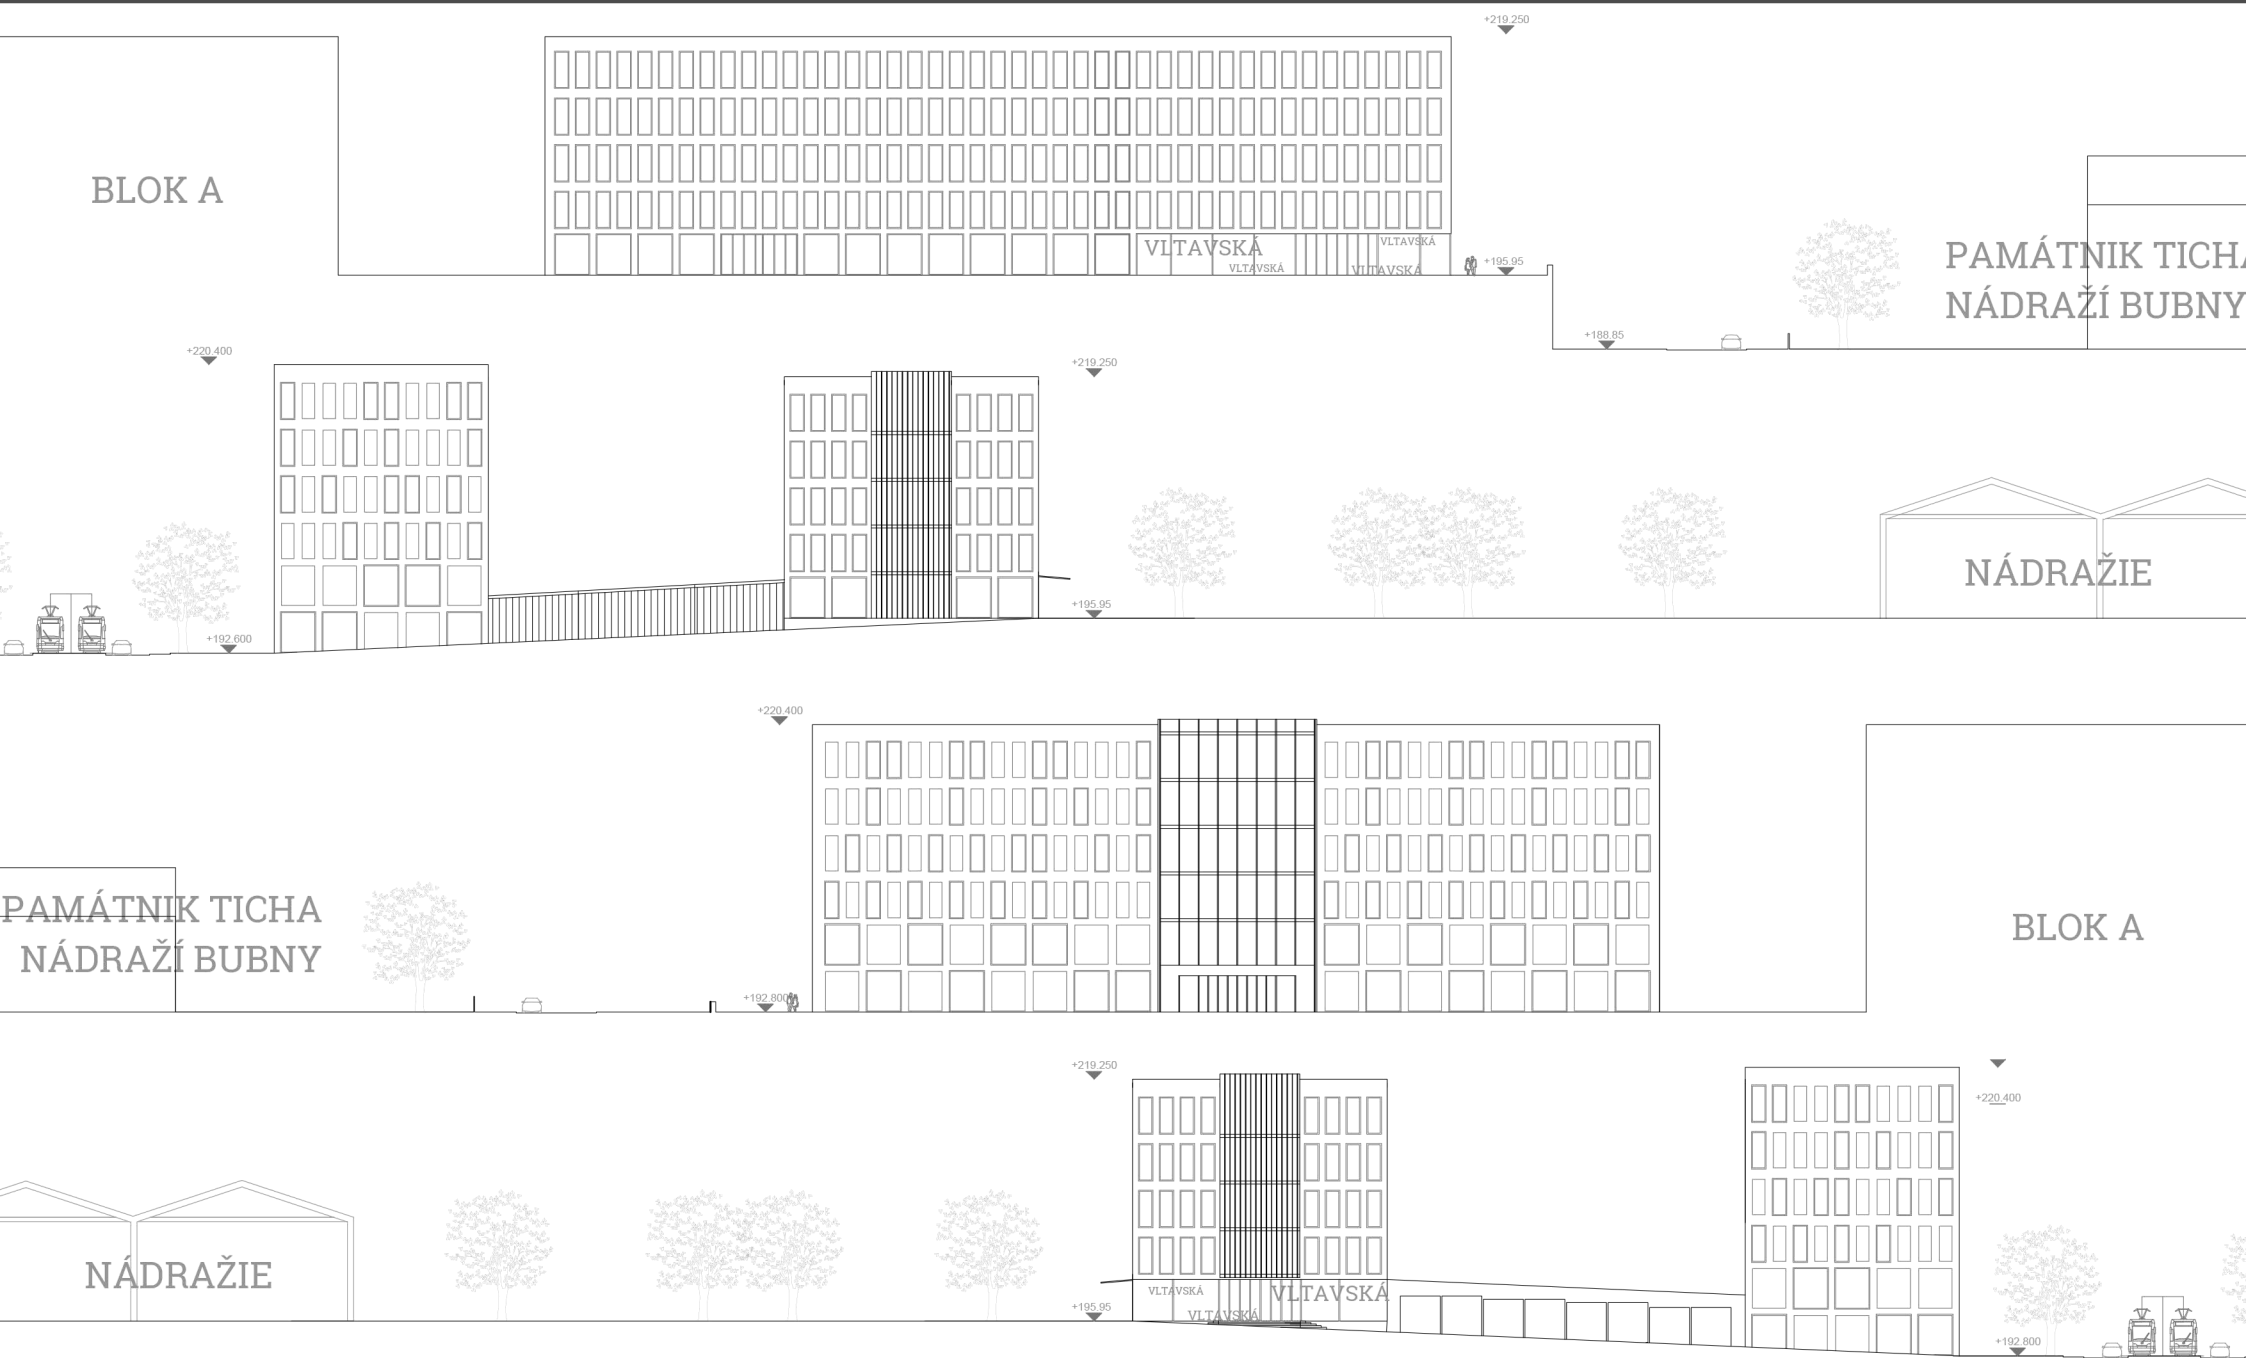 +219.250
BLOK A
VLTAVSKÁ
VLTAVSKÁ
VLTAVSKÁ
VLTAVSKÁ
+195.95
PAMÁTNIK TICHA
NÁDRAŽÍ BUBNY
+188.85
+220.400
+219.250
NÁDRAŽIE
+195.95
+192.600
+220.400
PAMÁTNIK TICHA
NÁDRAŽÍ BUBNY
BLOK A
+192.800
+219.250
+220.400
NÁDRAŽIE
VLTAVSKÁ
VLTAVSKÁ
VLTAVSKÁ
+195.95
+192.800